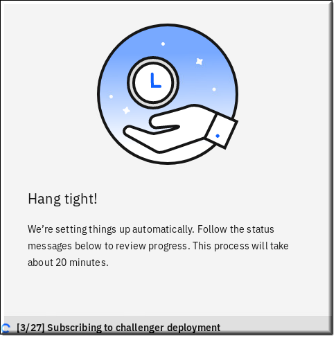 Hang tight!
We're setting things up automatically. Follow the status
messages below to review progress. This process will take
about 20 minutes.
[3/27] Subscribing to challenger deployment